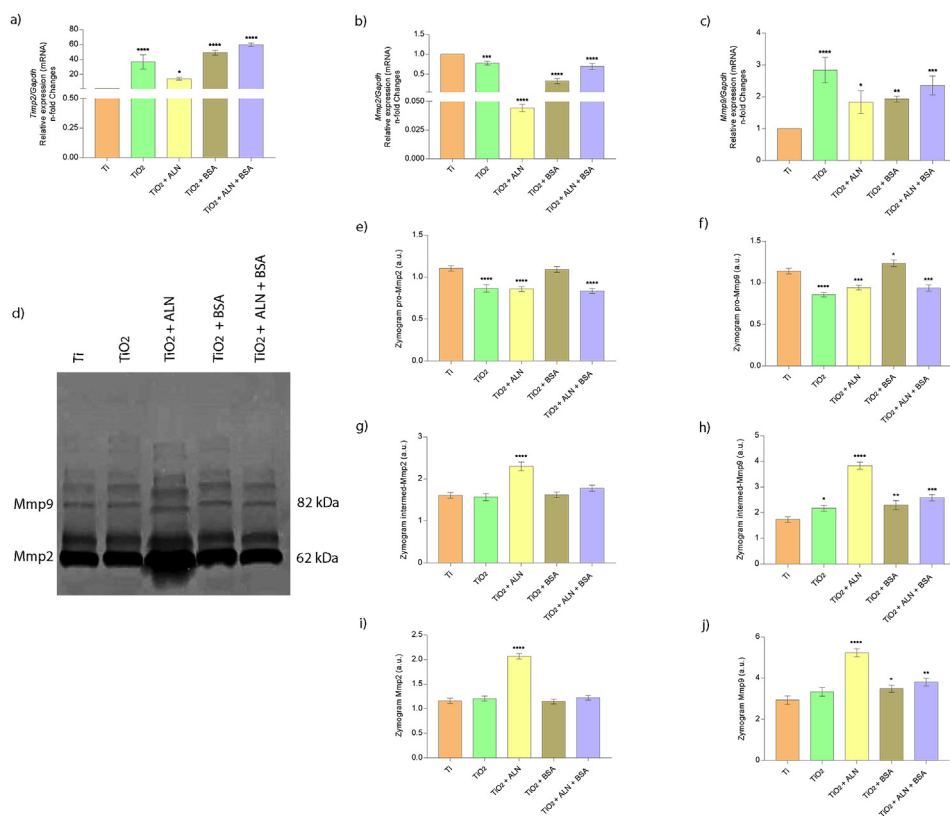 a)
Timp2/Gapdh
Relative expression (mRNA)
n-fold Changes
80
60
40
20
0.50
0.25
0.00
****
*
****
****
Ti
TiO2
TiO2 + ALN
TiO2 + BSA
TiO2 + ALN + BSA
b)
Mmp2/Gapdh
Relative expression (mRNA)
n-fold Changes
1.5
1.0
0.5
0.050
0.025
0.000
***
****
****
****
Ti
TiO2
TiO2 + ALN
TiO2 + BSA
TiO2 + ALN + BSA
c)
Mmp9/Gapdh
Relative expression (mRNA)
n-fold Changes
4
3
2
1
0
****
*
**
***
Ti
TiO2
TiO2 + ALN
TiO2 + BSA
TiO2 + ALN + BSA
d)
Ti
TiO2
TiO2 + ALN
TiO2 + BSA
TiO2 + ALN + BSA
Mmp9
82 kDa
Mmp2
62 kDa
e)
Zymogram pro-Mmp2 (a.u.)
1.5
1.0
0.5
0.0
****
****
****
Ti
TiO2
TiO2 + ALN
TiO2 + BSA
TiO2 + ALN + BSA
f)
Zymogram pro-Mmp9 (a.u.)
1.5
1.0
0.5
0.0
****
***
*
***
Ti
TiO2
TiO2 + ALN
TiO2 + BSA
TiO2 + ALN + BSA
g)
Zymogram intermed-Mmp2 (a.u.)
3
2
1
0
****
Ti
TiO2
TiO2 + ALN
TiO2 + BSA
TiO2 + ALN + BSA
h)
Zymogram intermed-Mmp9 (a.u.)
5
4
3
2
1
0
*
****
**
***
Ti
TiO2
TiO2 + ALN
TiO2 + BSA
TiO2 + ALN + BSA
i)
Zymogram Mmp2 (a.u.)
2.5
2.0
1.5
1.0
0.5
0.0
****
Ti
TiO2
TiO2 + ALN
TiO2 + BSA
TiO2 + ALN + BSA
j)
Zymogram Mmp9 (a.u.)
6
4
2
0
****
*
**
Ti
TiO2
TiO2 + ALN
TiO2 + BSA
TiO2 + ALN + BSA